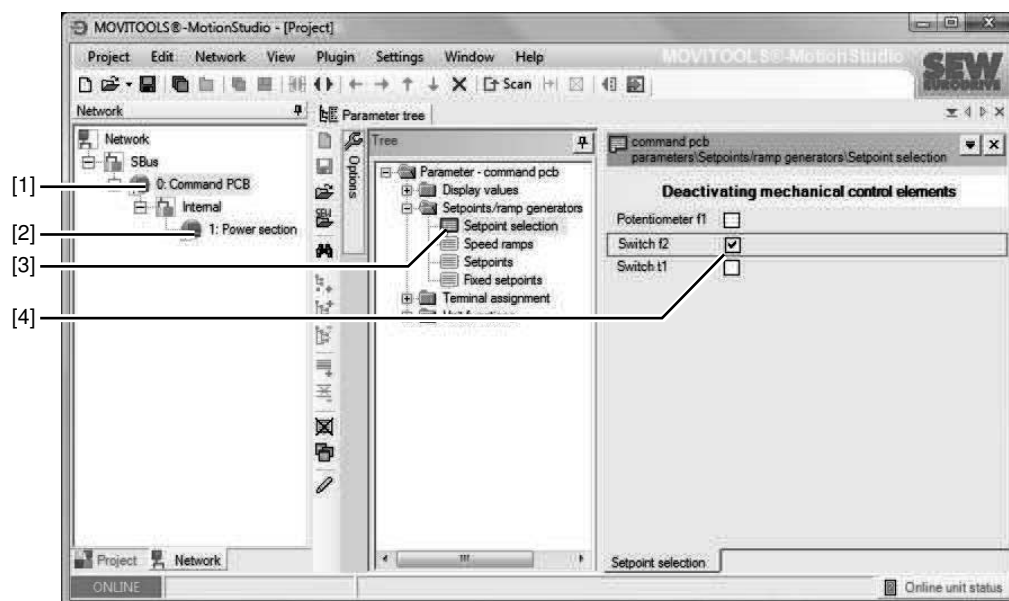 MOVITOOLS®-MotionStudio - [Project]
Project Edit Network View Plugin Settings Window Help
MOVITOOLS®-MotionStudio
SEW
EURODRIVE
Scan
Network
Parameter tree
Network
SBus
[1] 0: Command PCB
Internal
[2] 1: Power section
[3]
[4]
Options
Tree
Parameter - command pcb
Display values
Setpoints/ramp generators
Setpoint selection
Speed ramps
Setpoints
Fixed setpoints
Terminal assignment
command pcb
parameters\Setpoints/ramp generators\Setpoint selection
Deactivating mechanical control elements
Potentiometer f1
Switch f2
Switch t1
Project Network
Setpoint selection
ONLINE
Online unit status